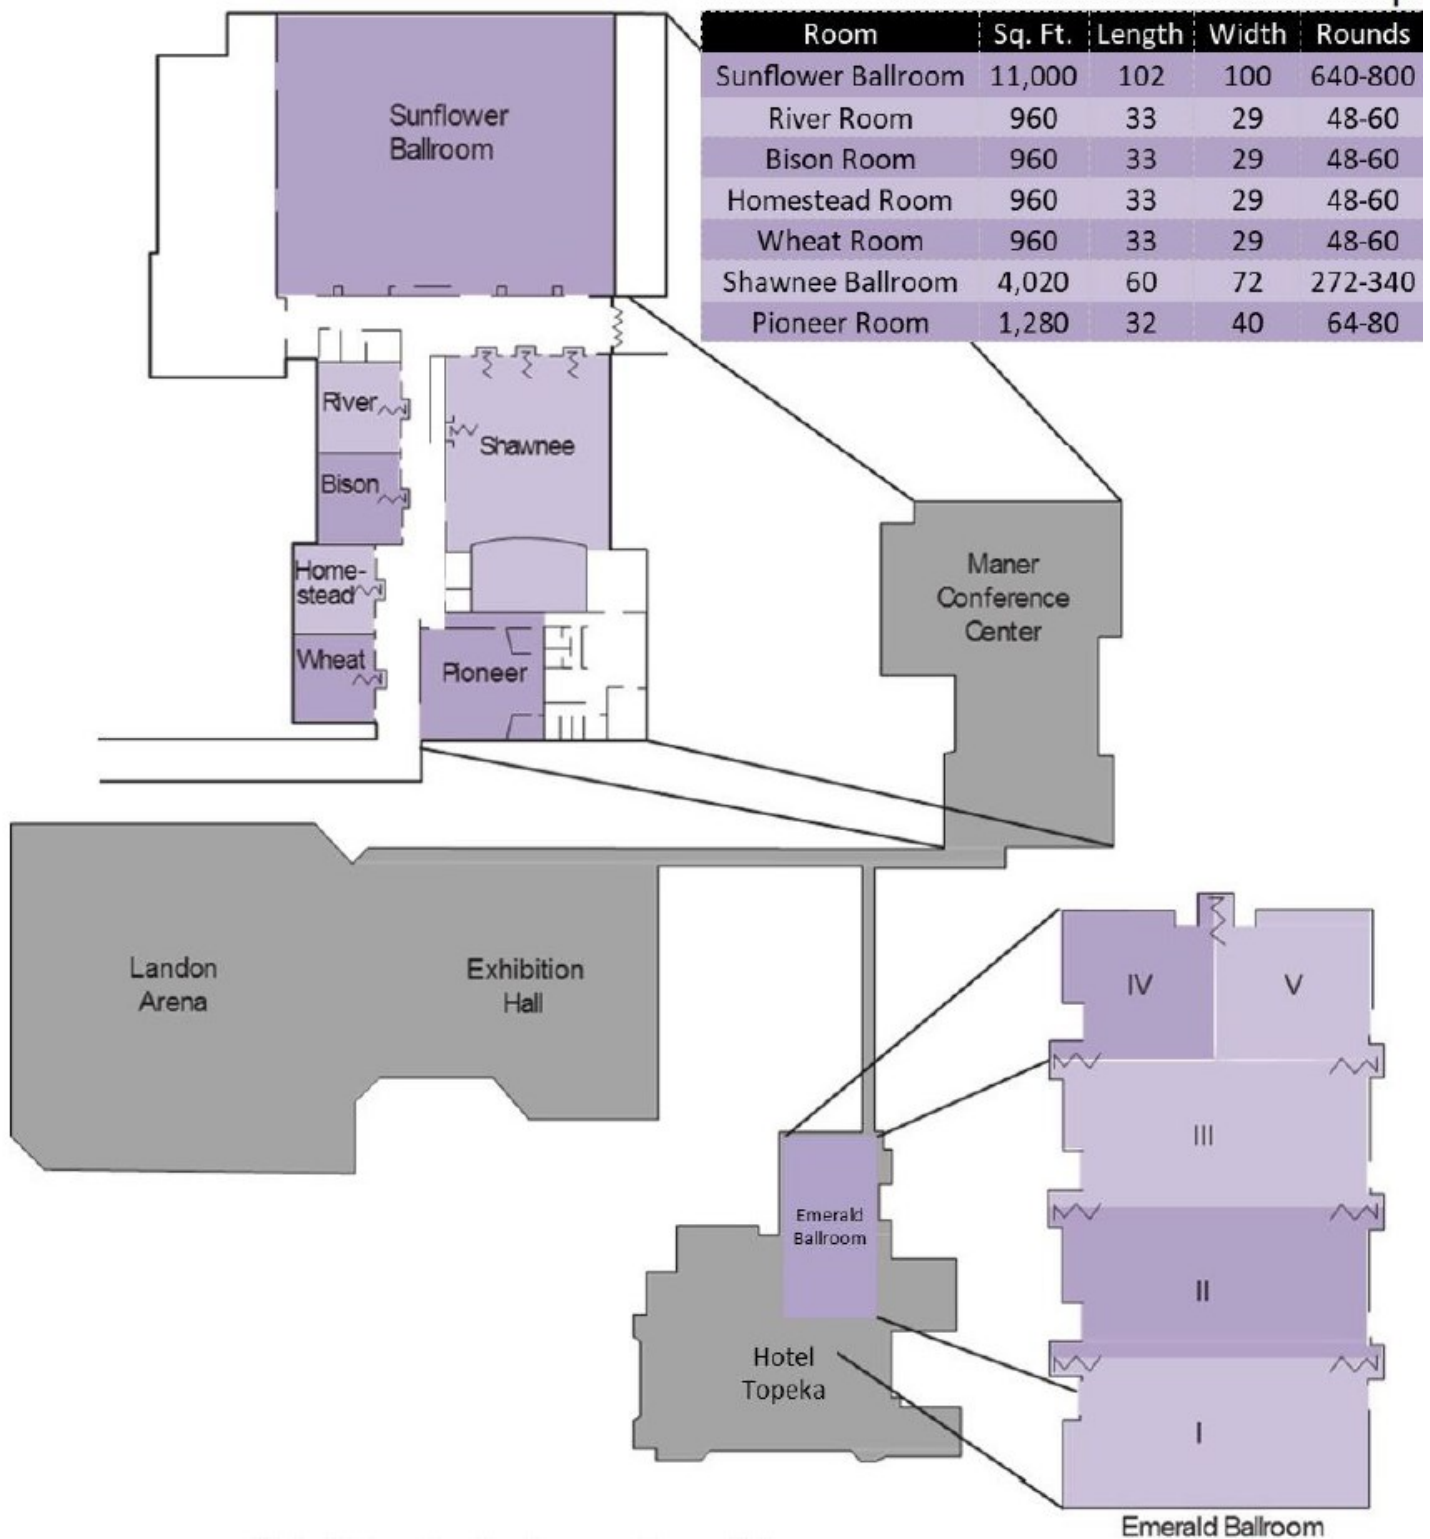 Room Sq. Ft. Length Width Rounds
Sunflower Ballroom 11,000 102 100 640-800
River Room 960 33 29 48-60
Bison Room 960 33 29 48-60
Homestead Room 960 33 29 48-60
Wheat Room 960 33 29 48-60
Shawnee Ballroom 4,020 60 72 272-340
Pioneer Room 1,280 32 40 64-80
Sunflower
Ballroom
River
Shawnee
Bison
Home-
stead
Wheat
Pioneer
Maner
Conference
Center
Landon
Arena
Exhibition
Hall
IV
V
III
II
I
Emerald
Ballroom
Hotel
Topeka
Emerald Ballroom